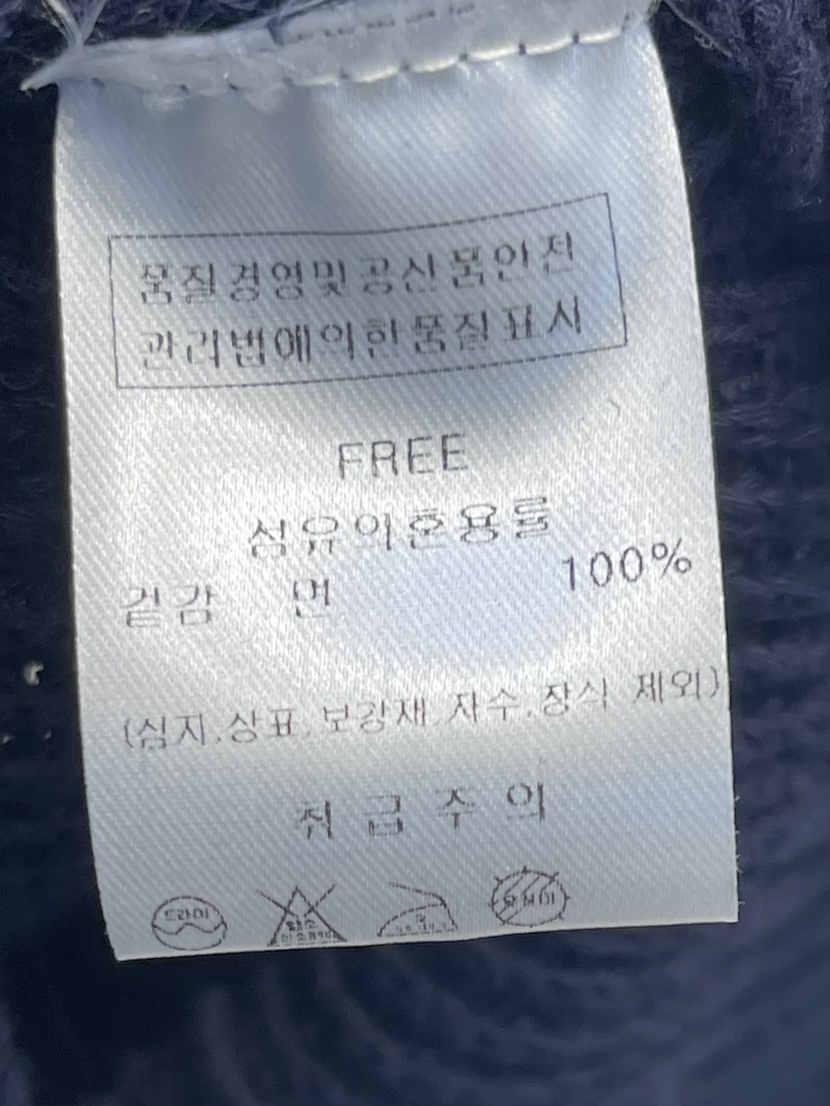 품질경영및공산품안전
관리법에의한품질표시
FREE
섬유의혼용률
겉감 면 100%
(심지.상표.보강재.자수.장식 제외)
취급주의
드라이